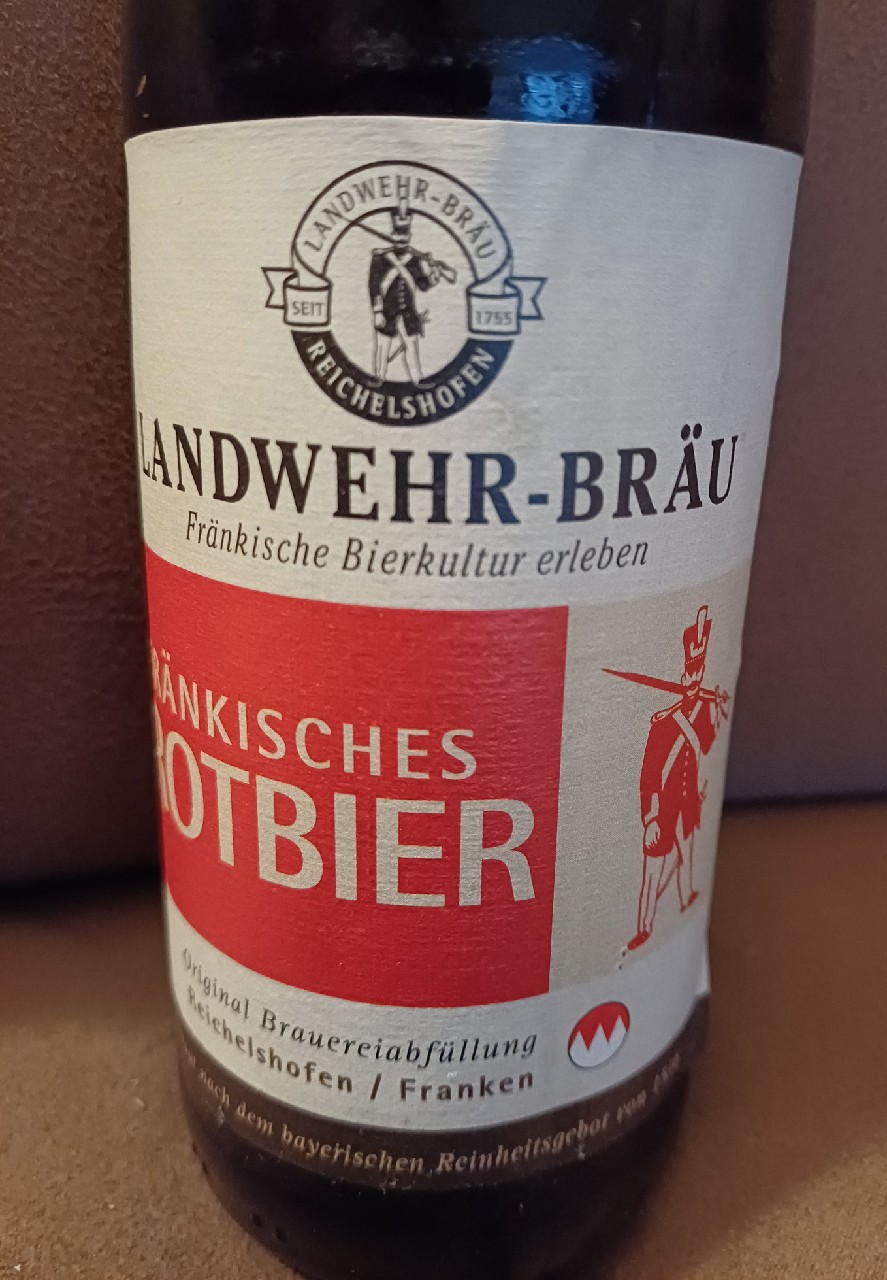 LANDWEHR-BRÄU
SEIT 1755
REICHELSHOFEN
LANDWEHR-BRÄU
Fränkische Bierkultur erleben
RÄNKISCHES
ROTBIER
Original Brauereiabfüllung
Reichelshofen / Franken
nach dem bayerischen Reinheitsgebot von